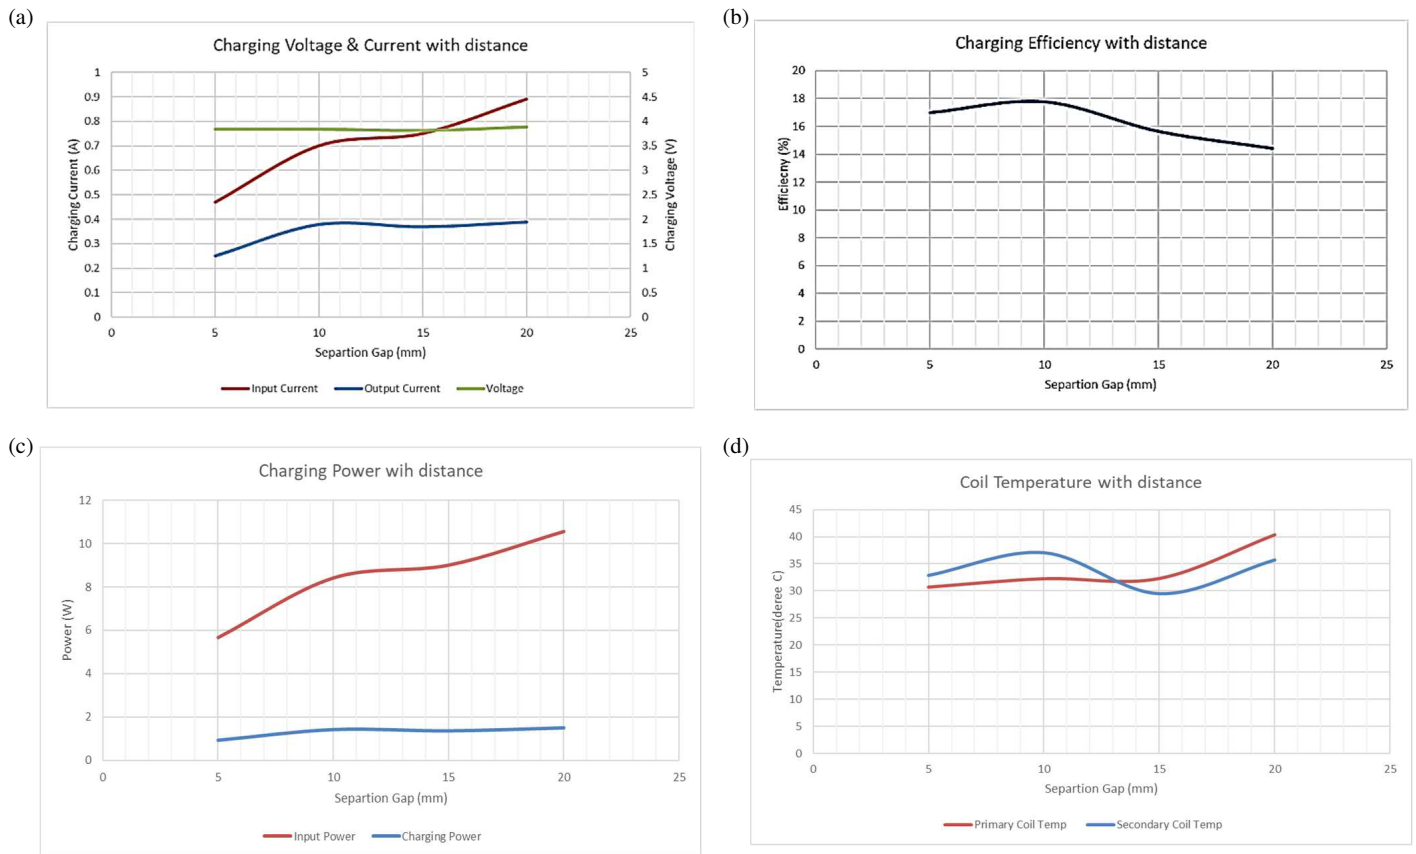 (a)
Charging Voltage & Current with distance
1
0.9
0.8
0.7
0.6
0.5
0.4
0.3
0.2
0.1
0
Charging Current (A)
5
4.5
4
3.5
3
2.5
2
1.5
1
0.5
0
Charging Voltage (V)
0 5 10 15 20 25
Separtion Gap (mm)
Input Current Output Current Voltage
(b)
Charging Efficiency with distance
20
18
16
14
12
10
8
6
4
2
0
Efficiecny (%)
0 5 10 15 20 25
Separtion Gap (mm)
(c)
Charging Power wih distance
12
10
8
6
4
2
0
Power (W)
0 5 10 15 20 25
Separtion Gap (mm)
Input Power Charging Power
(d)
Coil Temperature with distance
45
40
35
30
25
20
15
10
5
0
Temperature(deree C)
0 5 10 15 20 25
Separtion Gap (mm)
Primary Coil Temp Secondary Coil Temp